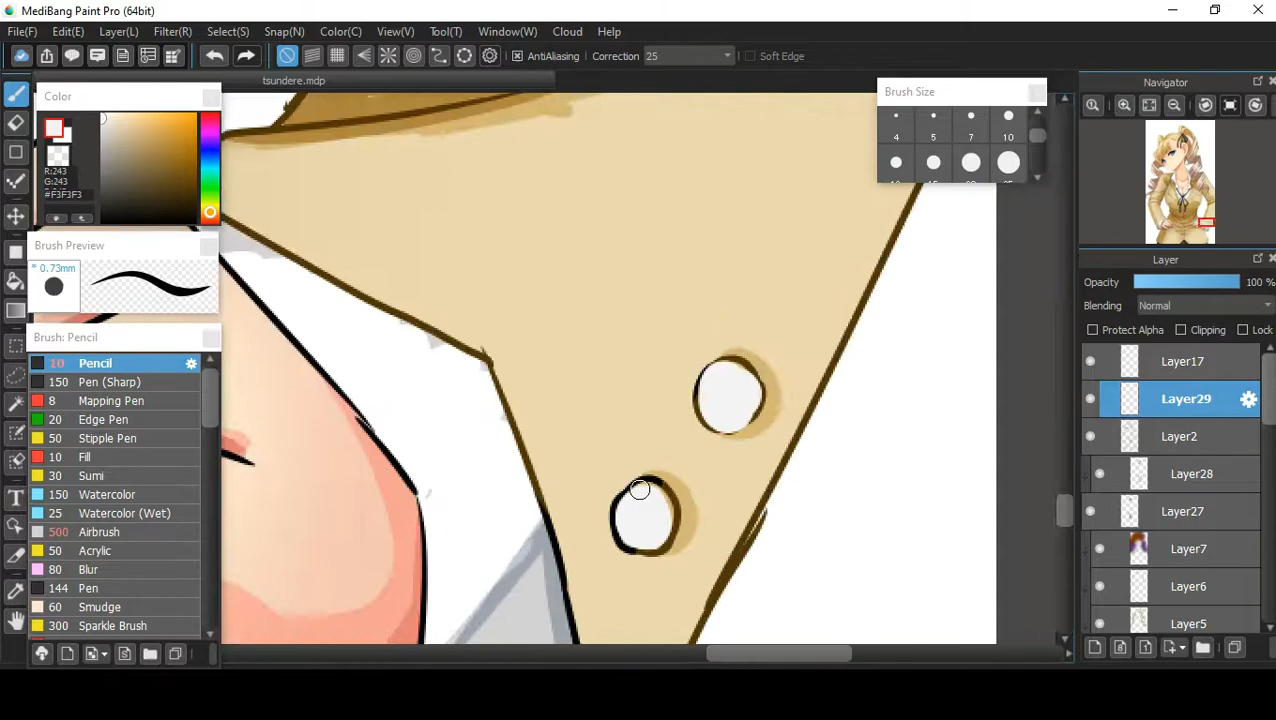 MediBang Paint Pro (64bit)
File(F) Edit(E) Layer(L) Filter(R) Select(S) Snap(N) Color(C) View(V) Tool(T) Window(W) Cloud Help
AntiAliasing Correction 25 Soft Edge
tsundere.mdp
Color
R:243
G:243
B:243
#F3F3F3
Brush Preview
* 0.73mm
Brush: Pencil
10 Pencil
150 Pen (Sharp)
8 Mapping Pen
20 Edge Pen
50 Stipple Pen
10 Fill
30 Sumi
150 Watercolor
25 Watercolor (Wet)
500 Airbrush
50 Acrylic
80 Blur
144 Pen
60 Smudge
300 Sparkle Brush
Brush Size
4 5 7 10
Navigator
Layer
Opacity 100 %
Blending Normal
Protect Alpha Clipping Lock
Layer17
Layer29
Layer2
Layer28
Layer27
Layer7
Layer6
Layer5